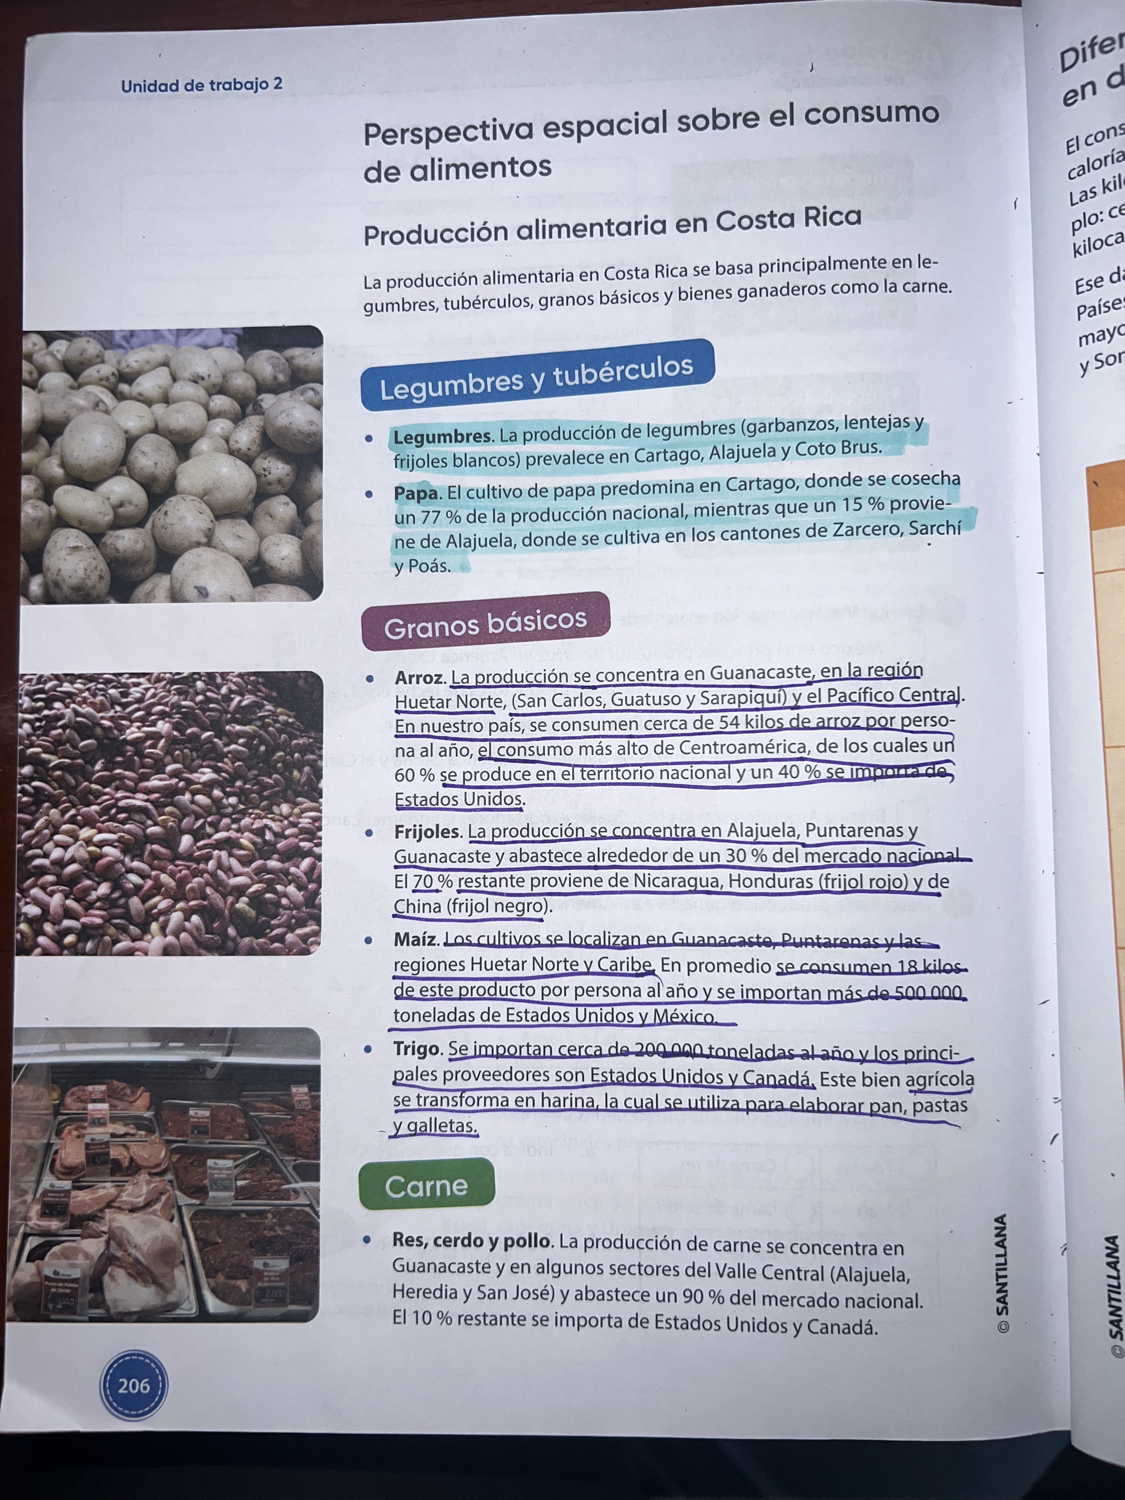 Unidad de trabajo 2
Perspectiva espacial sobre el consumo
de alimentos
Producción alimentaria en Costa Rica
La producción alimentaria en Costa Rica se basa principalmente en le-
gumbres, tubérculos, granos básicos y bienes ganaderos como la carne.
Legumbres y tubérculos
• Legumbres. La producción de legumbres (garbanzos, lentejas y
frijoles blancos) prevalece en Cartago, Alajuela y Coto Brus.
• Papa. El cultivo de papa predomina en Cartago, donde se cosecha
un 77 % de la producción nacional, mientras que un 15 % provie-
ne de Alajuela, donde se cultiva en los cantones de Zarcero, Sarchí
y Poás.
Granos básicos
• Arroz. La producción se concentra en Guanacaste, en la región
Huetar Norte, (San Carlos, Guatuso y Sarapiquí) y el Pacífico Central.
En nuestro país, se consumen cerca de 54 kilos de arroz por perso-
na al año, el consumo más alto de Centroamérica, de los cuales un
60 % se produce en el territorio nacional y un 40 % se importa de
Estados Unidos.
• Frijoles. La producción se concentra en Alajuela, Puntarenas y
Guanacaste y abastece alrededor de un 30 % del mercado nacional.
El 70 % restante proviene de Nicaragua, Honduras (frijol rojo) y de
China (frijol negro).
• Maíz. Los cultivos se localizan en Guanacaste, Puntarenas y las
regiones Huetar Norte y Caribe. En promedio se consumen 18 kilos
de este producto por persona al año y se importan más de 500 000
toneladas de Estados Unidos y México.
• Trigo. Se importan cerca de 200 000 toneladas al año y los princi-
pales proveedores son Estados Unidos y Canadá. Este bien agrícola
se transforma en harina, la cual se utiliza para elaborar pan, pastas
y galletas.
Carne
• Res, cerdo y pollo. La producción de carne se concentra en
Guanacaste y en algunos sectores del Valle Central (Alajuela,
Heredia y San José) y abastece un 90 % del mercado nacional.
El 10 % restante se importa de Estados Unidos y Canadá.
© SANTILLANA
206
en d
El cons
Las kil
plo: ce
kiloca
Ese da
Países
mayo
y Sor
© SANTILLANA